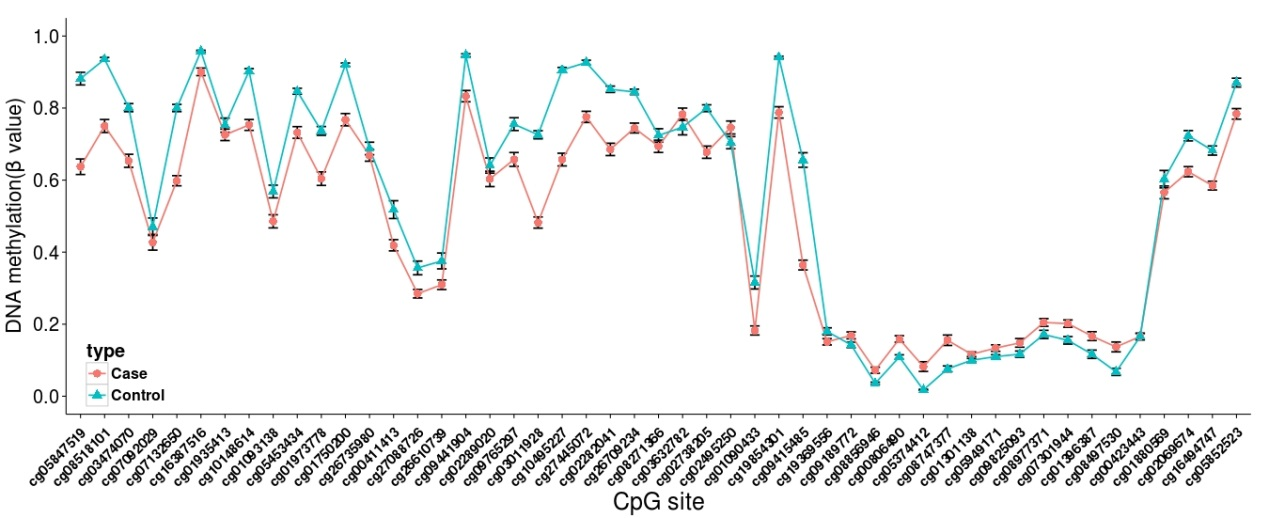 DNA methylation(β value)
1.0
0.8
0.6
0.4
0.2
0.0
type
Case
Control
cg05847519
cg08518101
cg03474070
cg07092029
cg07132650
cg16387516
cg01935413
cg10148614
cg01093138
cg05453434
cg01973778
cg01750200
cg26735980
cg00411413
cg27088726
cg26610739
cg09441904
cg02289020
cg09765297
cg03011928
cg10495227
cg27445072
cg02282041
cg26709234
cg08271366
cg03632782
cg02738205
cg02495250
cg01090433
cg19854301
cg09415485
cg19369556
cg09189772
cg08856946
cg00806490
cg05374412
cg08747377
cg01301138
cg05949171
cg09825093
cg08977371
cg07301944
cg01396387
cg08497530
cg00423443
cg01880569
cg02069674
cg16494747
cg05852523
CpG site